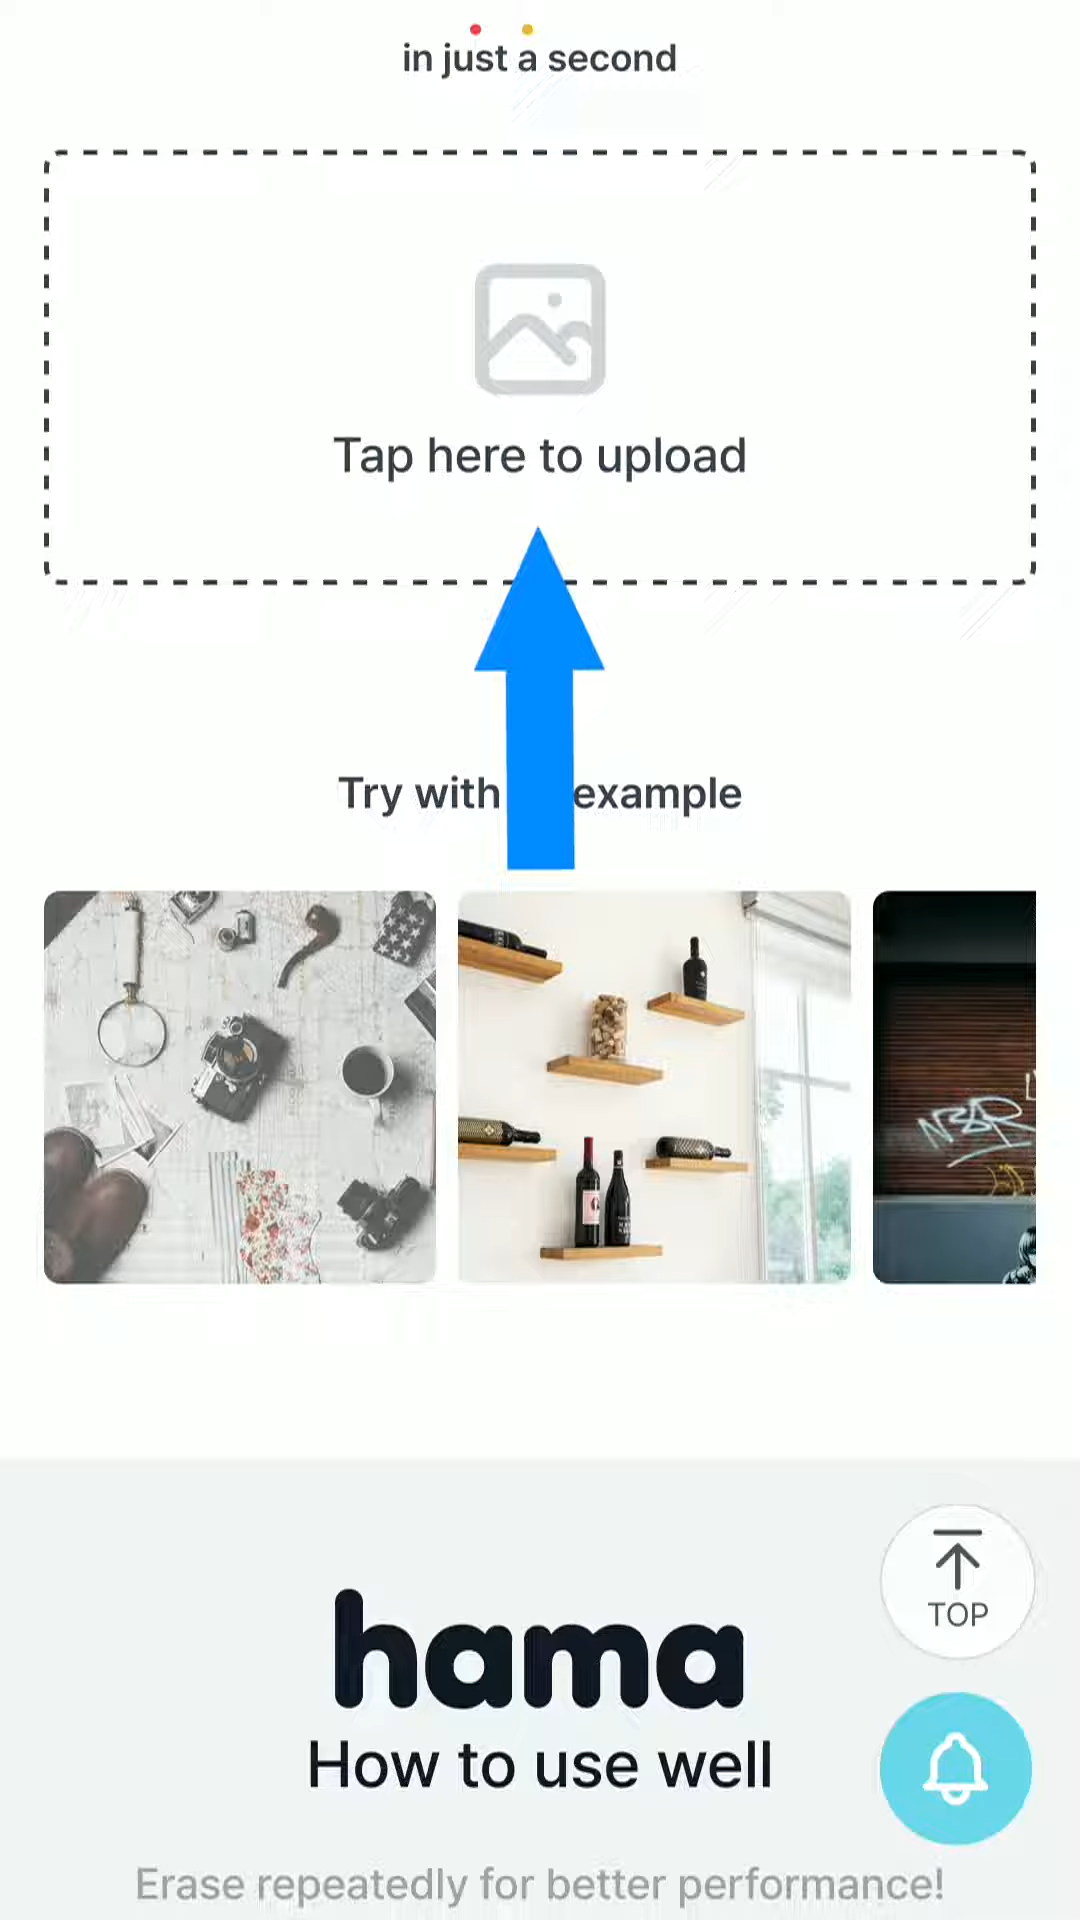 in just a second
Tap here to upload
Try with example
TOP
hama
How to use well
Erase repeatedly for better performance!